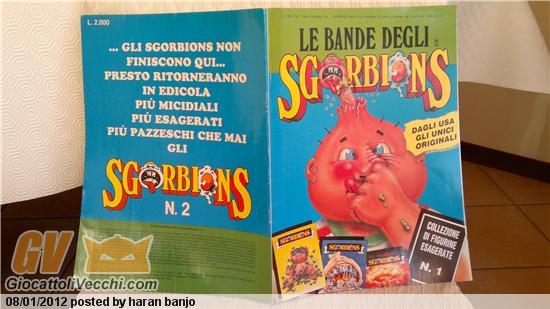 L. 2.000
... GLI SGORBIONS NON
FINISCONO QUI...
PRESTO RITORNERANNO
IN EDICOLA
PIÙ MICIDIALI
PIÙ ESAGERATI
PIÙ PAZZESCHI CHE MAI
GLI
SGORBIONS
N. 2
LE BANDE DEGLI
SGORBIONS
DAGLI USA
GLI UNICI
ORIGINALI
SGORBIONS
SGORBIONS
SGORBIONS
COLLEZIONE
DI FIGURINE
ESAGERATE
N. 1
GV
GiocattoliVecchi.com
08/01/2012 posted by haran banjo